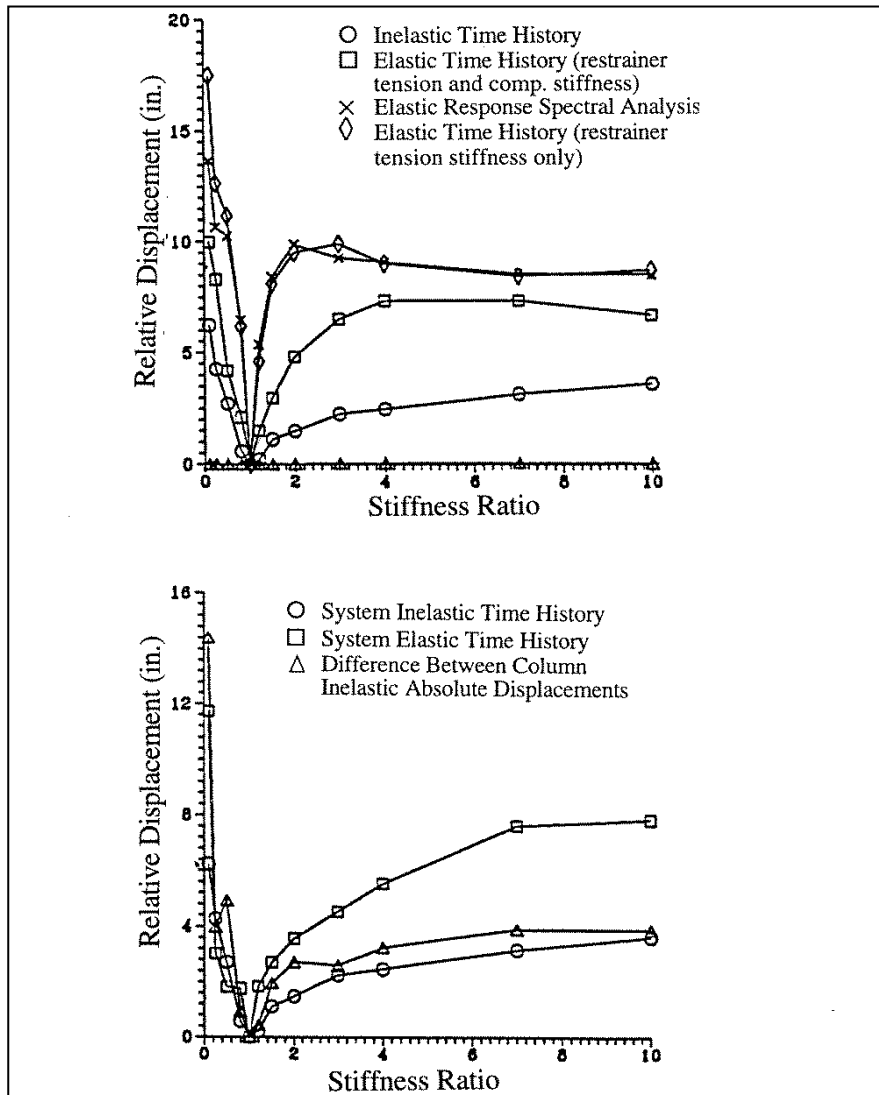 20
15
10
5
0
Relative Displacement (in.)
Inelastic Time History
Elastic Time History (restrainer
tension and comp. stiffness)
Elastic Response Spectral Analysis
Elastic Time History (restrainer
tension stiffness only)
0 2 4 6 8 10
Stiffness Ratio
16
12
8
4
0
Relative Displacement (in.)
System Inelastic Time History
System Elastic Time History
Difference Between Column
Inelastic Absolute Displacements
0 2 4 6 8 10
Stiffness Ratio